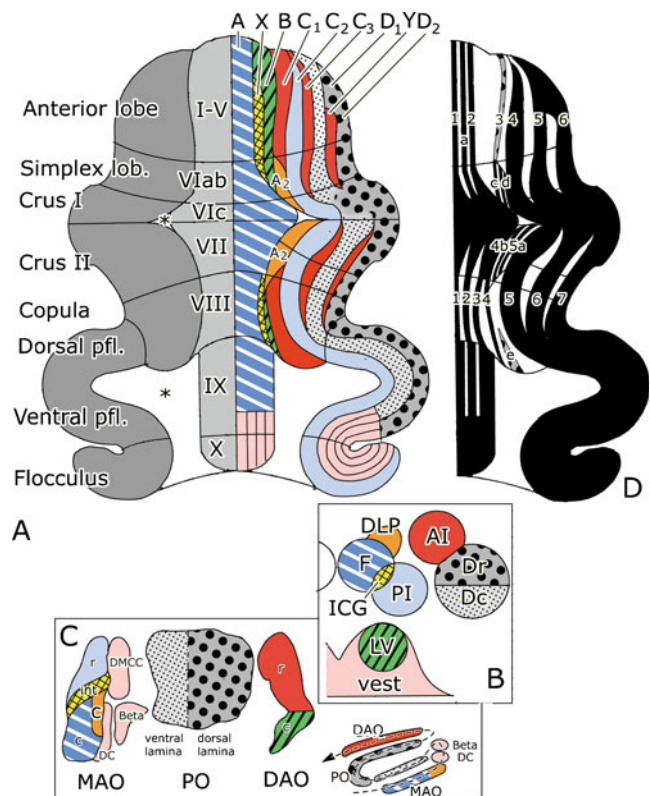 A X B C1 C2 C3 D1 Y D2
Anterior lobe
I-V
Simplex lob.
VIab
A2
Crus I
VIc
*
VII
A2
Crus II
VIII
Copula
Dorsal pfl.
IX
*
Ventral pfl.
X
Flocculus
A
1 2 3 4 5 6
a
c d
4b5a
1 2 3 4 5 6 7
e
D
DLP
AI
F
Dr
ICG
PI
Dc
LV
vest
B
C
r
DMCC
int
C
Beta
c
DC
MAO
ventral
lamina
dorsal
lamina
PO
r
c
DAO
DAO
Beta
DC
PO
MAO